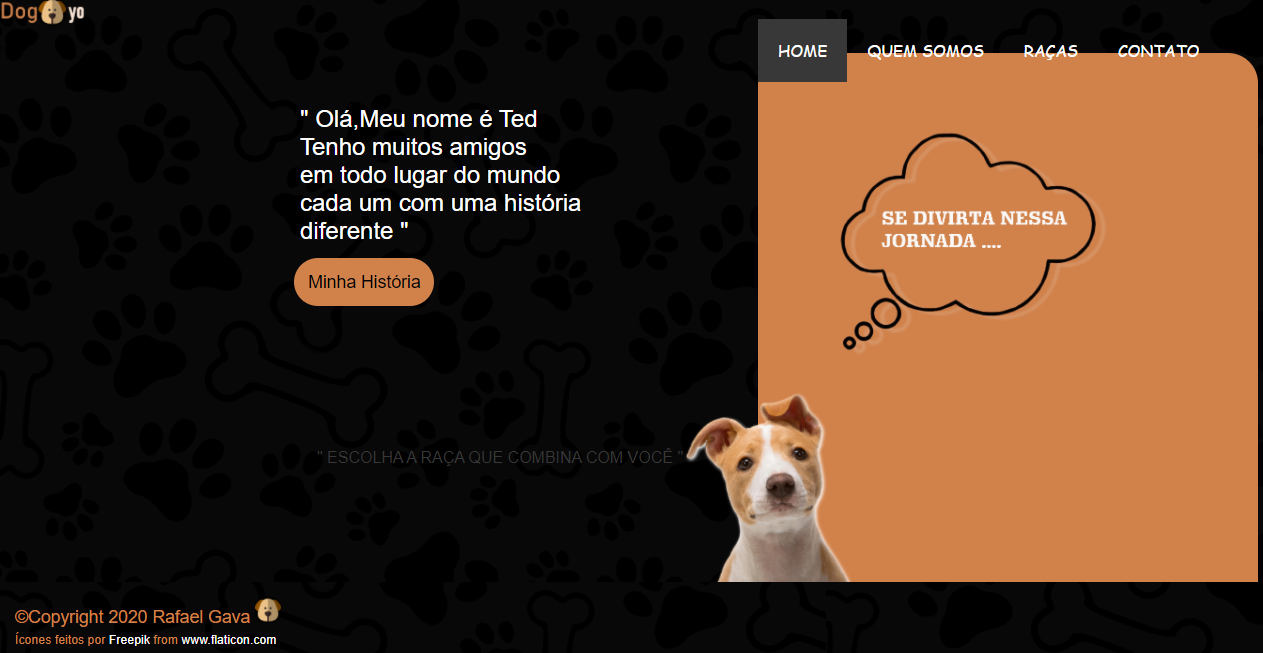 Dog yo
HOME QUEM SOMOS RAÇAS CONTATO
" Olá,Meu nome é Ted
Tenho muitos amigos
em todo lugar do mundo
cada um com uma história
diferente "
Minha História
SE DIVIRTA NESSA
JORNADA ....
" ESCOLHA A RAÇA QUE COMBINA COM VOCÊ "
©Copyright 2020 Rafael Gava
Ícones feitos por Freepik from www.flaticon.com